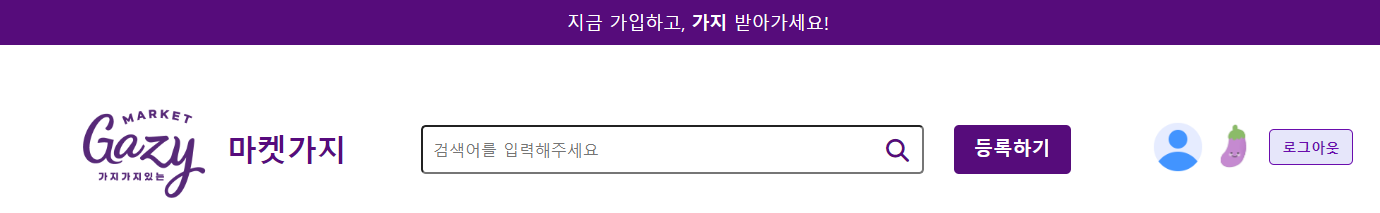 지금 가입하고, 가지 받아가세요!
MARKET
Gazy
가지가지있는
마켓가지
검색어를 입력해주세요
등록하기
로그아웃